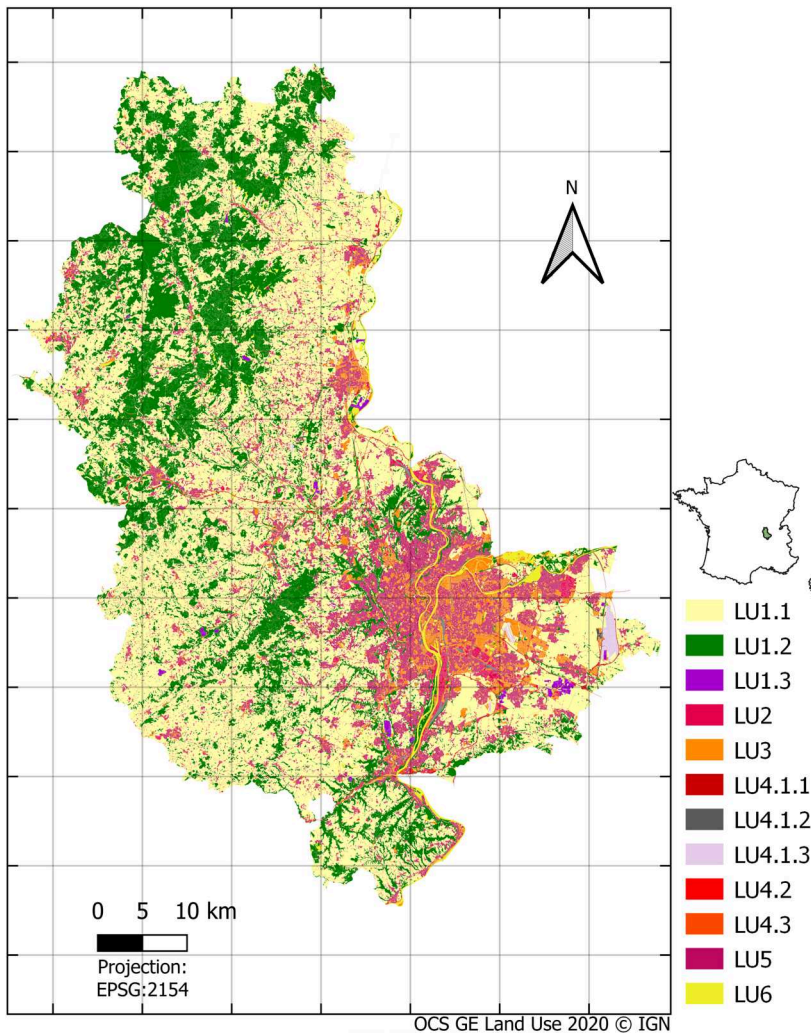 N
LU1.1
LU1.2
LU1.3
LU2
LU3
LU4.1.1
LU4.1.2
LU4.1.3
LU4.2
LU4.3
LU5
LU6
0 5 10 km
Projection:
EPSG:2154
OCS GE Land Use 2020 © IGN